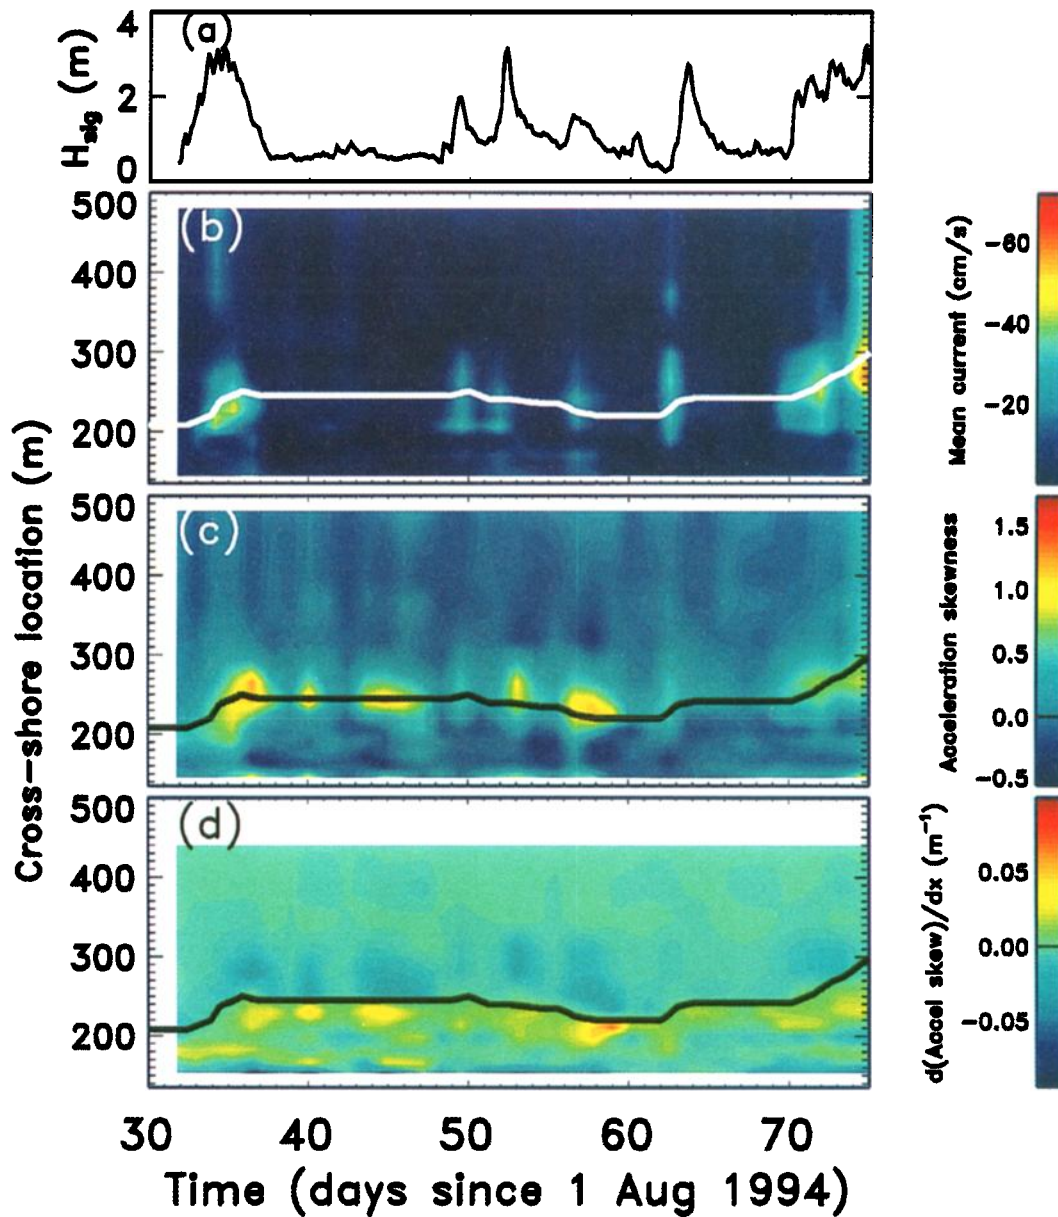 (a)
4
2
0
H_sig (m)
500
400
300
200
(b)
-60
-40
-20
Mean current (cm/s)
500
400
300
200
(c)
1.5
1.0
0.5
0.0
-0.5
Acceleration skewness
500
400
300
200
(d)
0.05
0.00
-0.05
d(Accel skew)/dx (m⁻¹)
Cross-shore location (m)
30 40 50 60 70
Time (days since 1 Aug 1994)